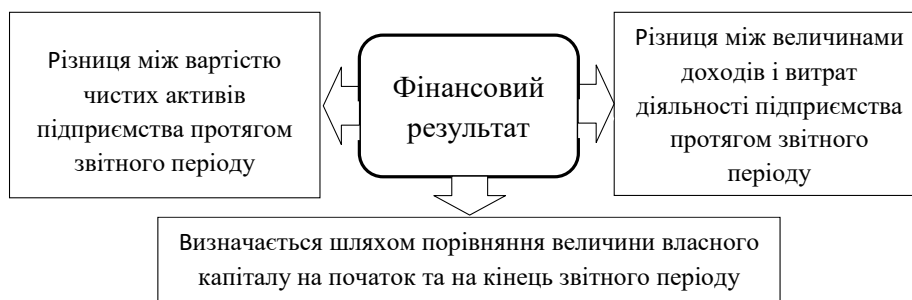 Різниця між вартістю
чистих активів
підприємства протягом
звітного періоду
Фінансовий
результат
Різниця між величинами
доходів і витрат
діяльності підприємства
протягом звітного
періоду
Визначається шляхом порівняння величини власного
капіталу на початок та на кінець звітного періоду